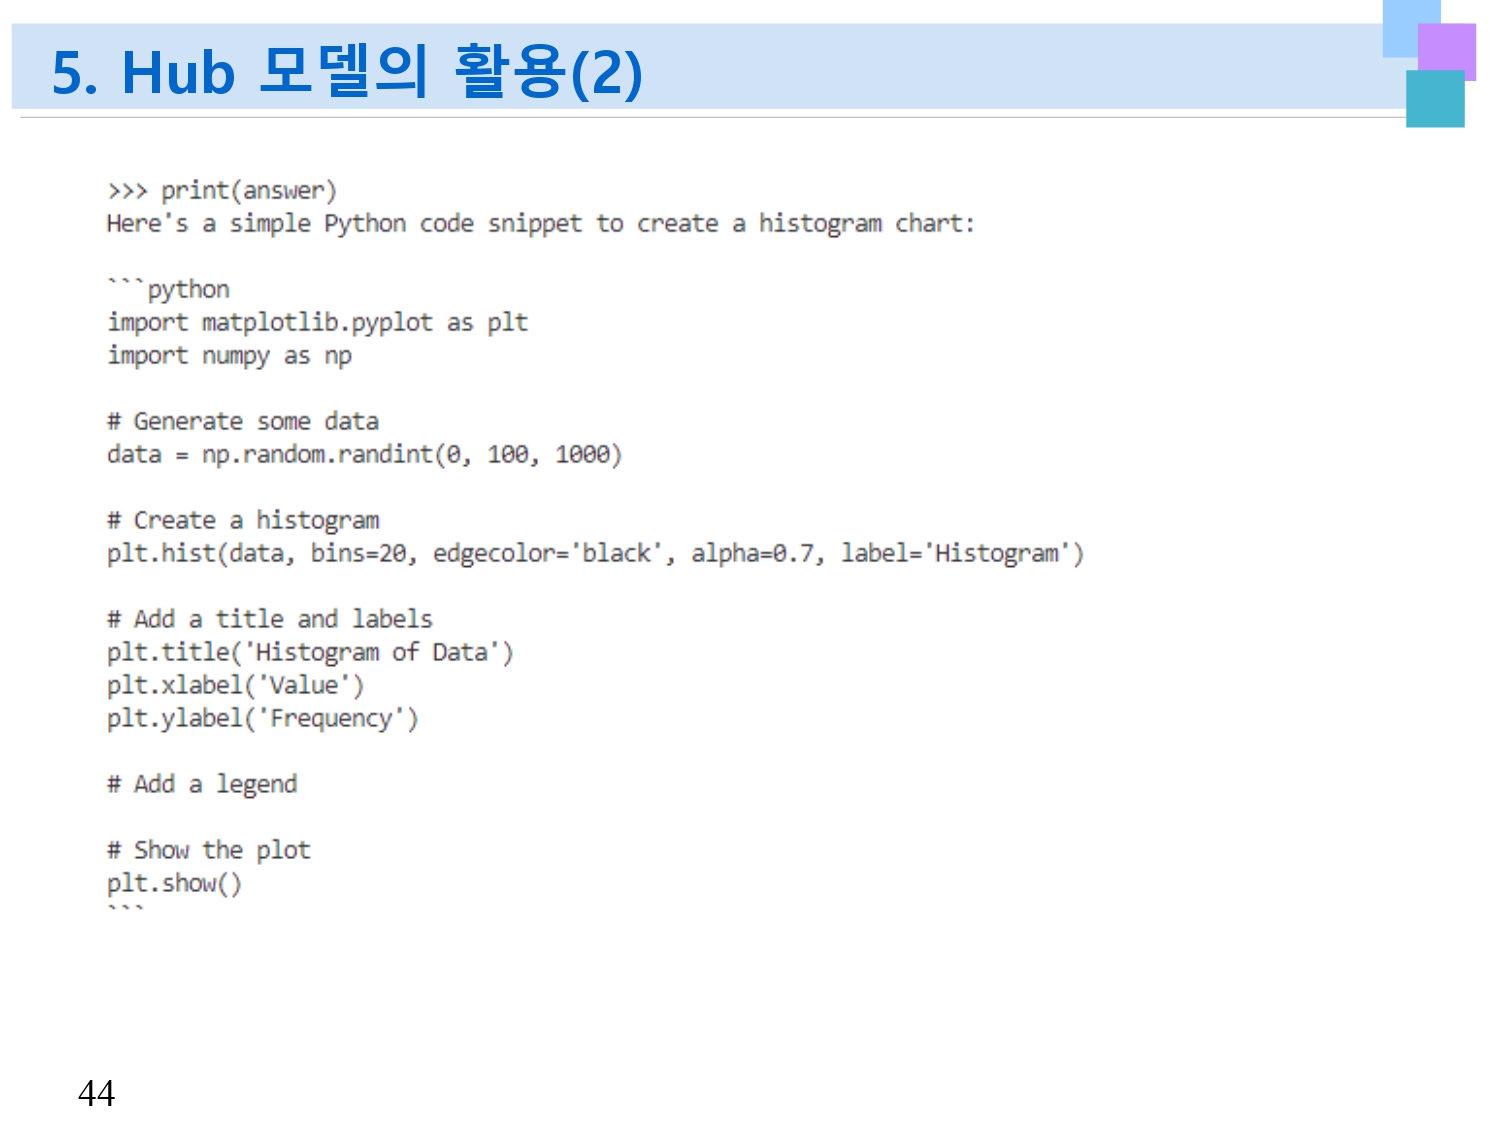 5. Hub 모델의 활용(2)
>>> print(answer)
Here's a simple Python code snippet to create a histogram chart:
```python
import matplotlib.pyplot as plt
import numpy as np
# Generate some data
data = np.random.randint(0, 100, 1000)
# Create a histogram
plt.hist(data, bins=20, edgecolor='black', alpha=0.7, label='Histogram')
# Add a title and labels
plt.title('Histogram of Data')
plt.xlabel('Value')
plt.ylabel('Frequency')
# Add a legend
# Show the plot
plt.show()
```
44